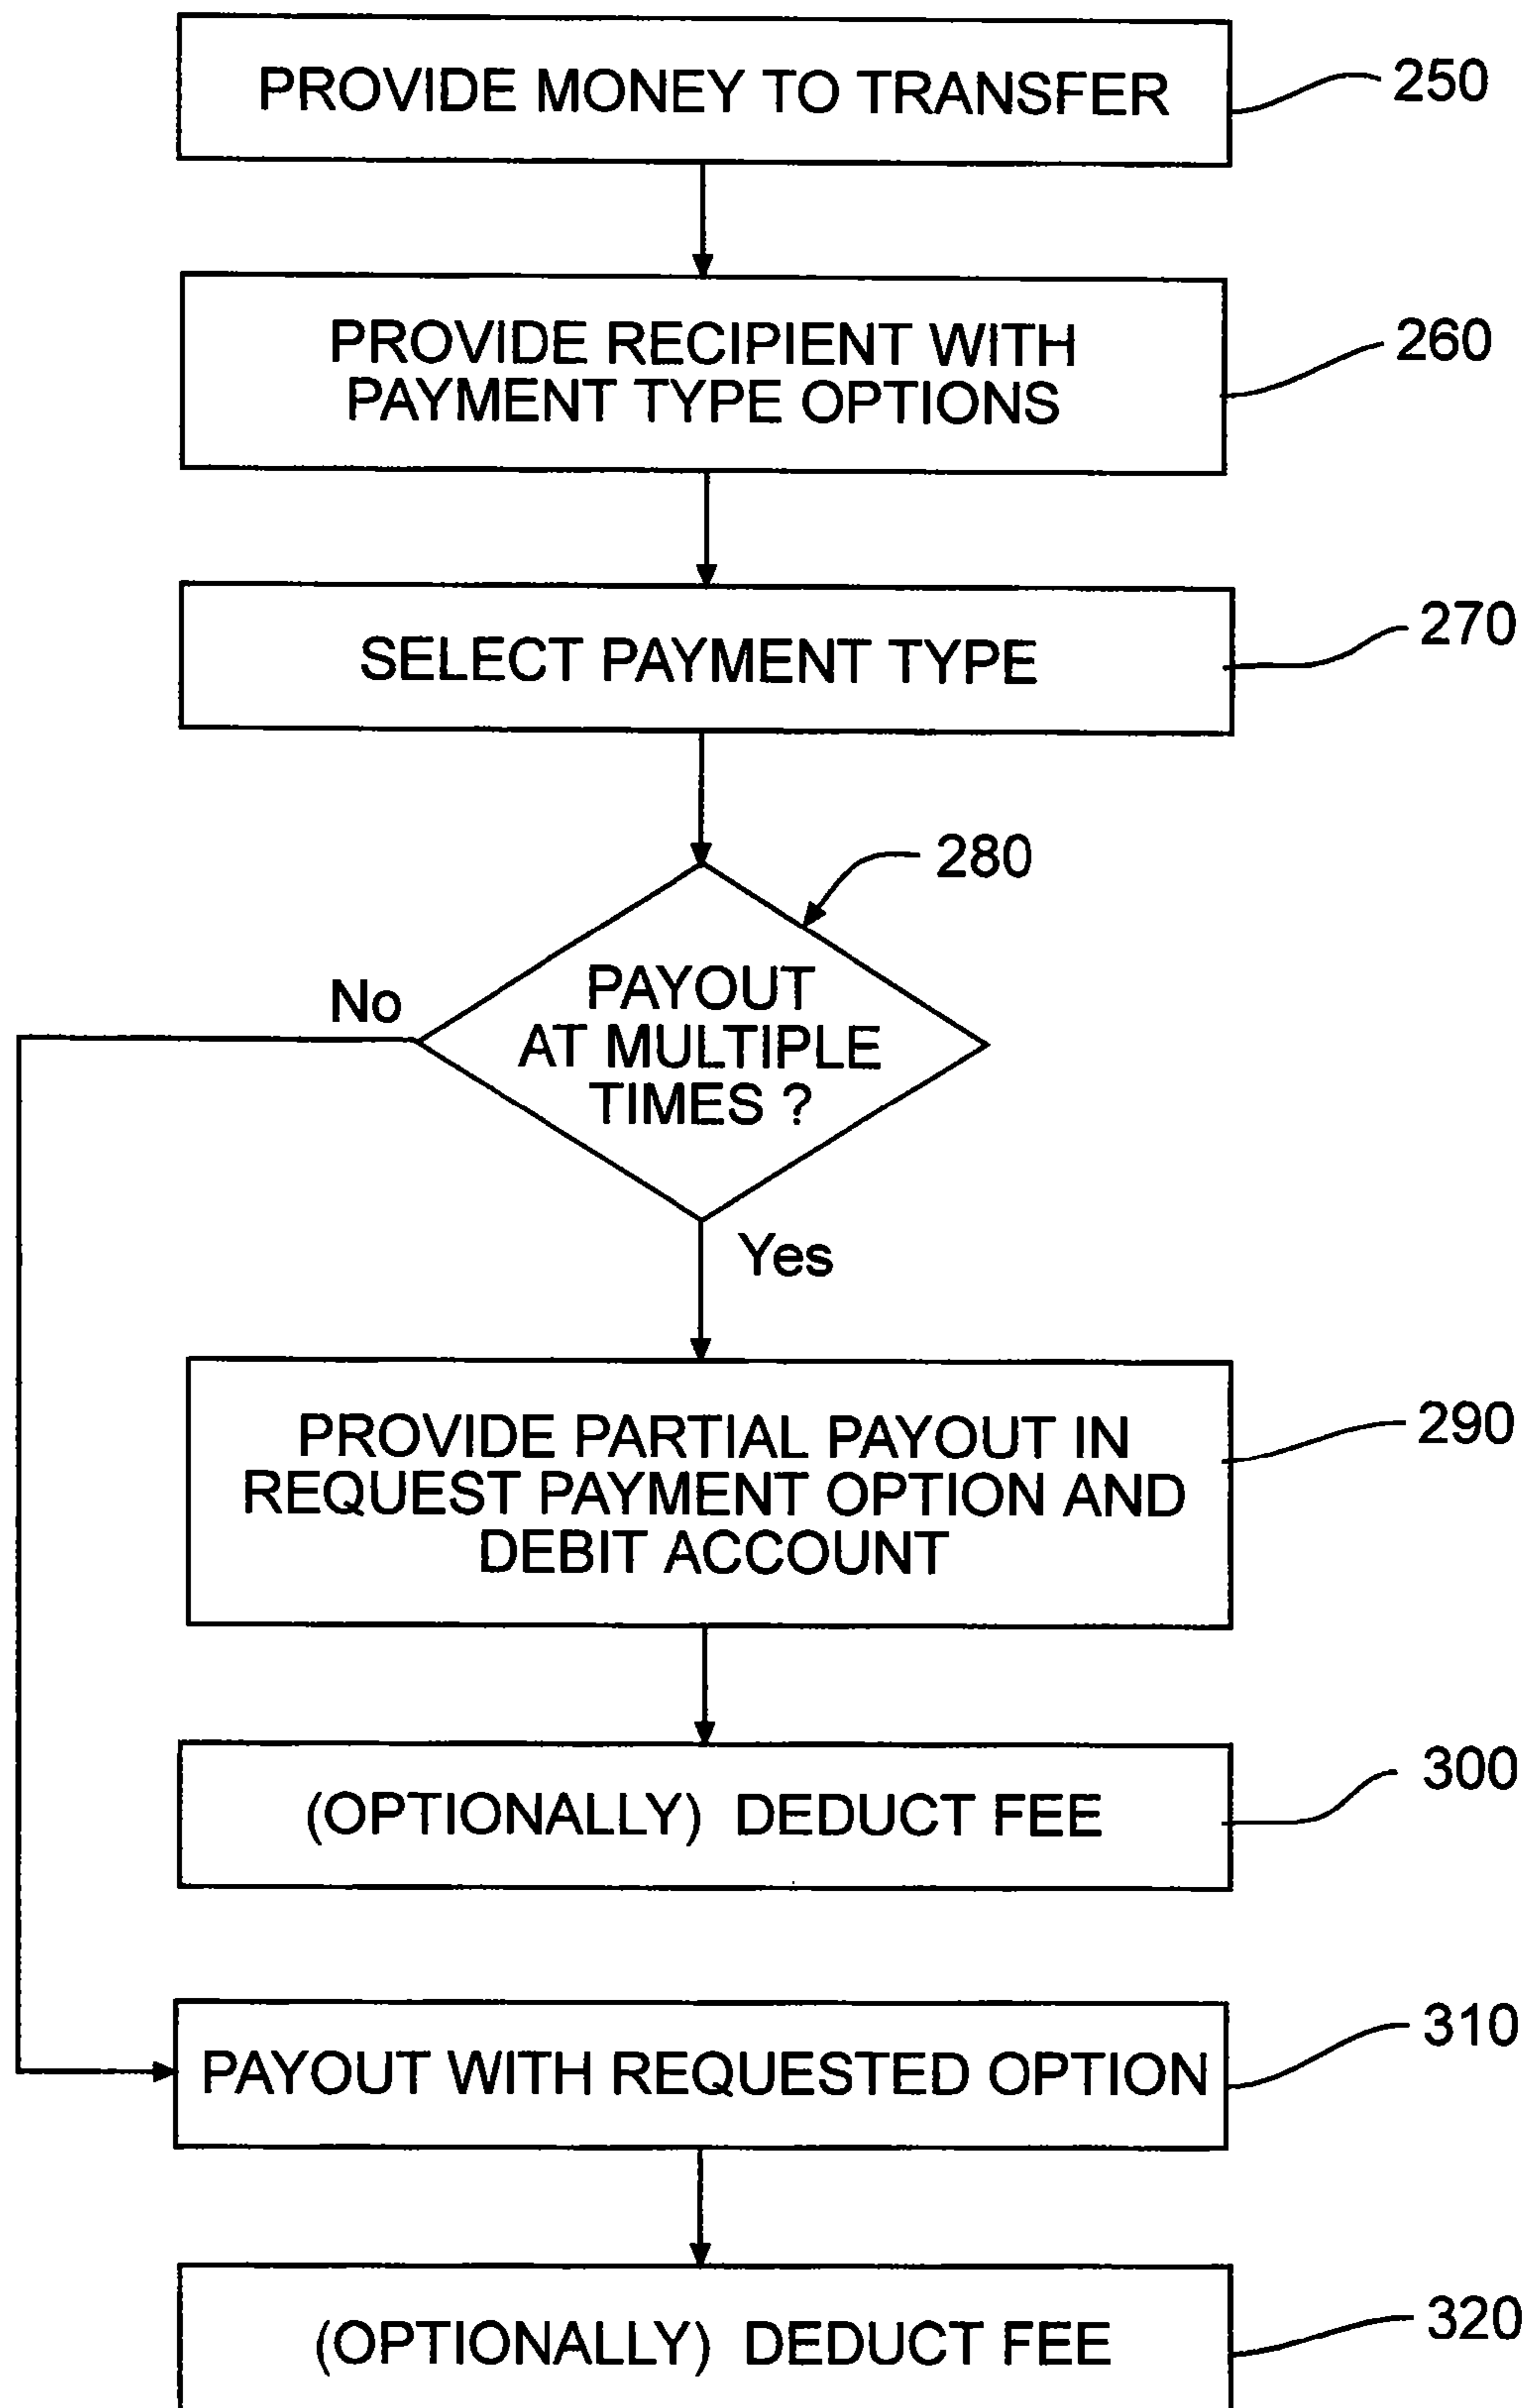 PROVIDE MONEY TO TRANSFER
250
PROVIDE RECIPIENT WITH
PAYMENT TYPE OPTIONS
260
SELECT PAYMENT TYPE
270
280
PAYOUT
AT MULTIPLE
TIMES ?
No
Yes
PROVIDE PARTIAL PAYOUT IN
REQUEST PAYMENT OPTION AND
DEBIT ACCOUNT
290
(OPTIONALLY) DEDUCT FEE
300
PAYOUT WITH REQUESTED OPTION
310
(OPTIONALLY) DEDUCT FEE
320